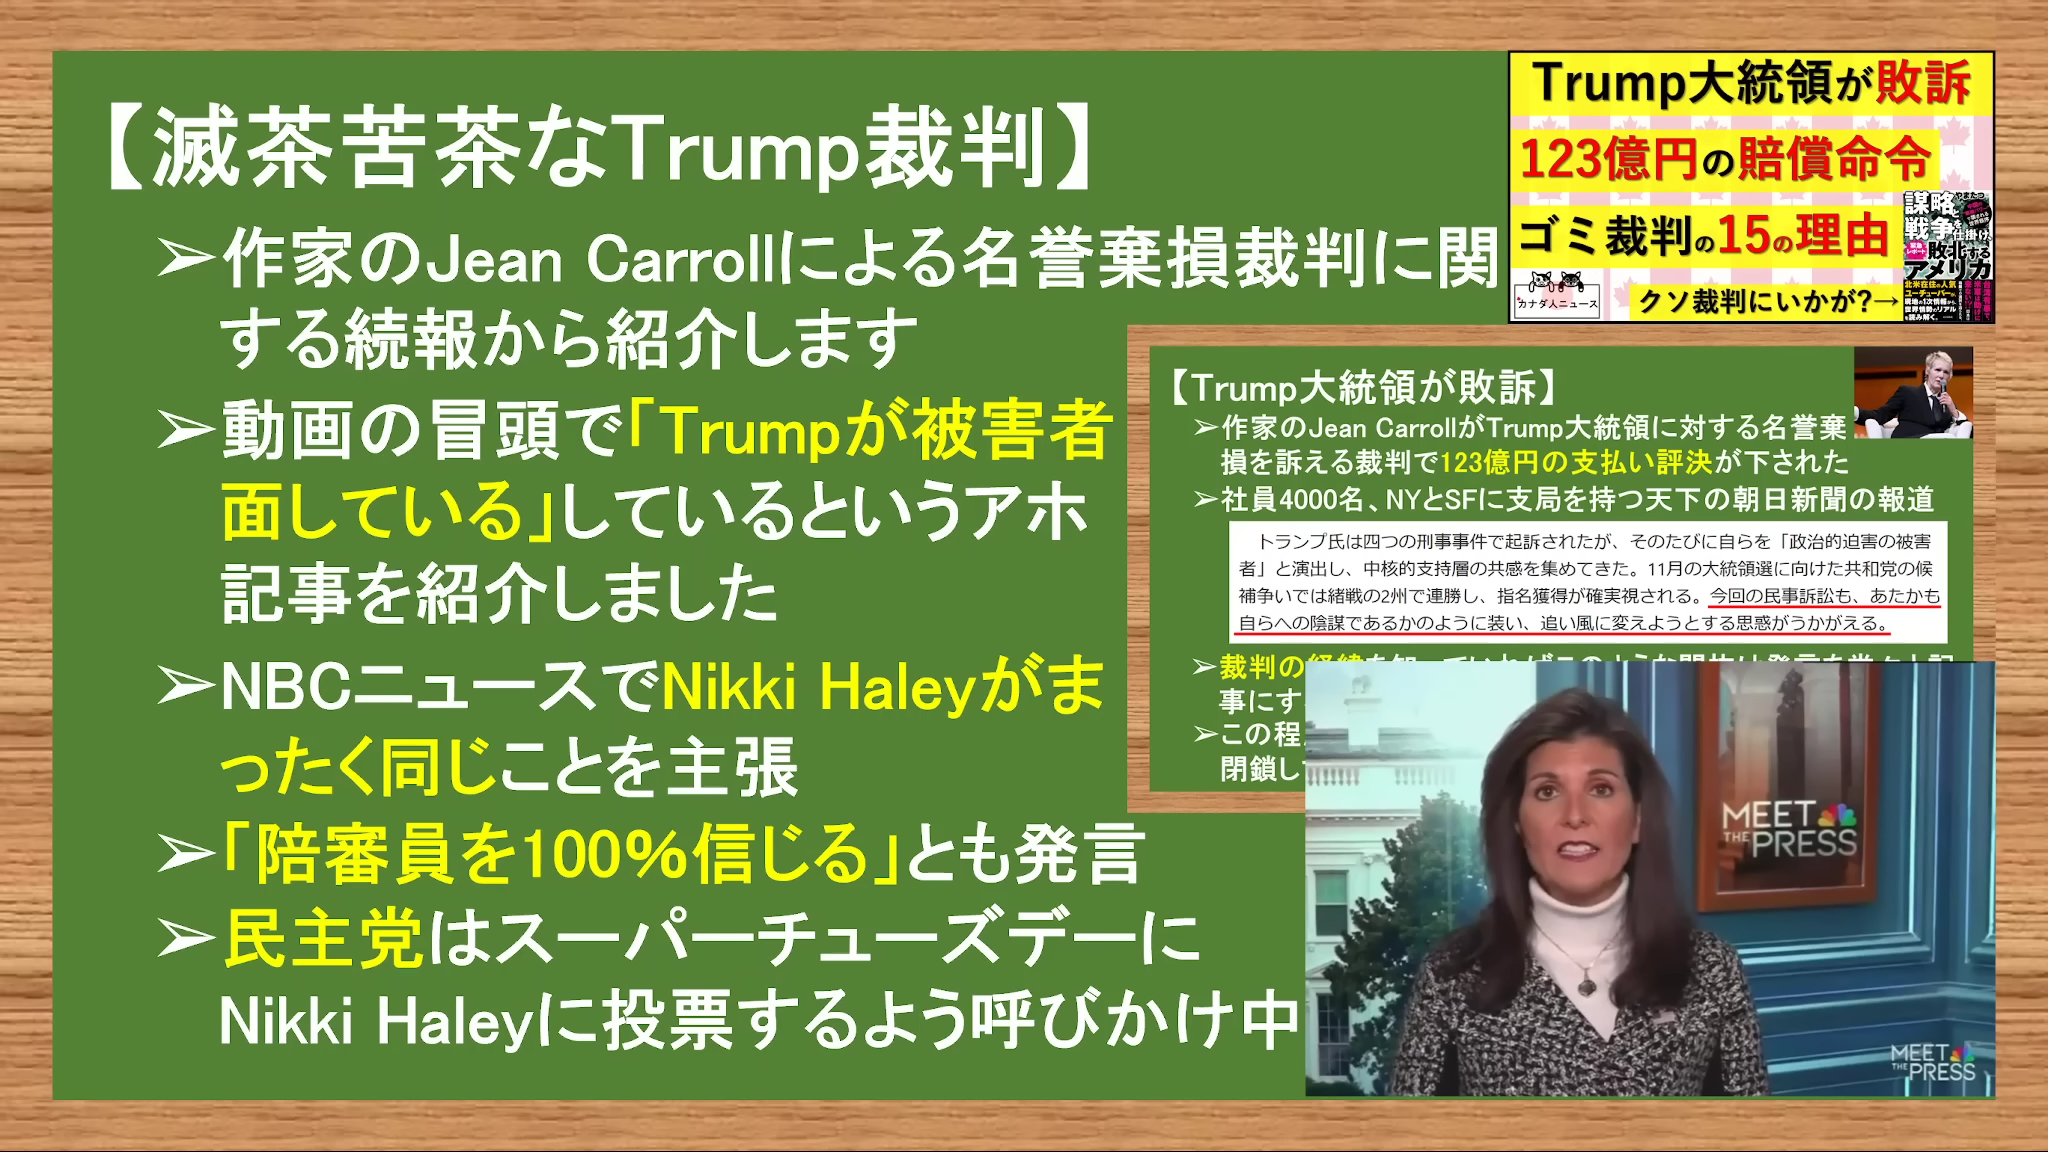 【滅茶苦茶なTrump裁判】
➢作家のJean Carrollによる名誉棄損裁判に関
する続報から紹介します
➢動画の冒頭で「Trumpが被害者
面している」しているというアホ
記事を紹介しました
➢NBCニュースでNikki Haleyがま
ったく同じことを主張
➢「陪審員を100%信じる」とも発言
➢民主党はスーパーチューズデーに
Nikki Haleyに投票するよう呼びかけ中
Trump大統領が敗訴
123億円の賠償命令
ゴミ裁判の15の理由
クソ裁判にいかが?→
カナダ人ニュース
やまたつ
謀略と
戦争を仕掛け、
敗北する
アメリカ
北米在住の人気
ユーチューバーが、
【Trump大統領が敗訴】
➢作家のJean CarrollがTrump大統領に対する名誉棄
損を訴える裁判で123億円の支払い評決が下された
➢社員4000名、NYとSFに支局を持つ天下の朝日新聞の報道
トランプ氏は四つの刑事事件で起訴されたが、そのたびに自らを「政治的迫害の被害
者」と演出し、中核的支持層の共感を集めてきた。11月の大統領選に向けた共和党の候
補争いでは緒戦の2州で連勝し、指名獲得が確実視される。今回の民事訴訟も、あたかも
自らへの陰謀であるかのように装い、追い風に変えようとする思惑がうかがえる。
➢裁判の
事にす
➢この程
閉鎖し
MEET
THE PRESS
MEET
THE PRESS